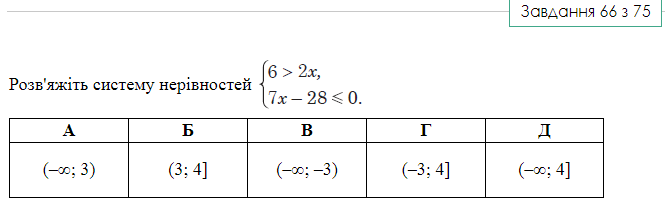 Завдання 66 з 75
Розв'яжіть систему нерівностей {6 > 2x,
7x – 28 ⩽ 0.
А Б В Г Д
(–∞; 3) (3; 4] (–∞; –3) (–3; 4] (–∞; 4]